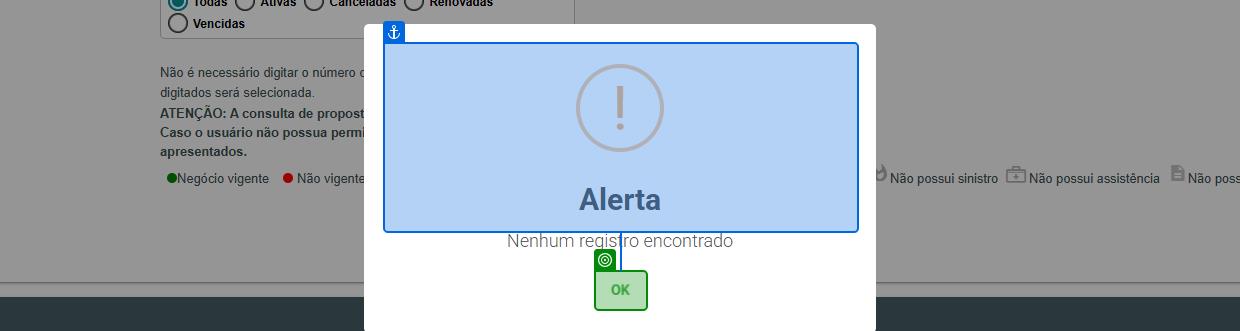 Todas Ativas Canceladas Renovadas
Vencidas
Não é necessário digitar o número
digitados será selecionada.
ATENÇÃO: A consulta de propost
Caso o usuário não possua permi
apresentados.
Negócio vigente Não vigente
Não possui sinistro Não possui assistência Não poss
!
Alerta
Nenhum registro encontrado
OK